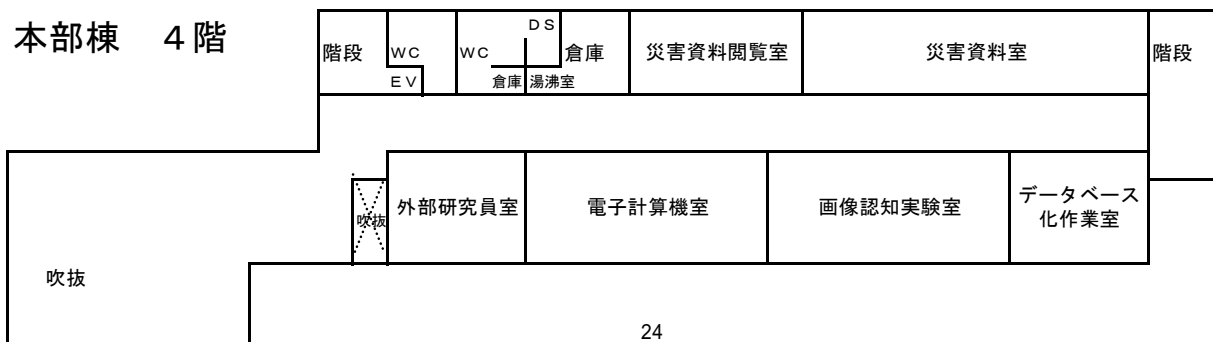 本部棟　４階
階段
ＷＣ
ＥＶ
ＷＣ
ＤＳ
倉庫
倉庫
湯沸室
災害資料閲覧室
災害資料室
階段
吹抜
外部研究員室
電子計算機室
画像認知実験室
データベース
化作業室
吹抜
24